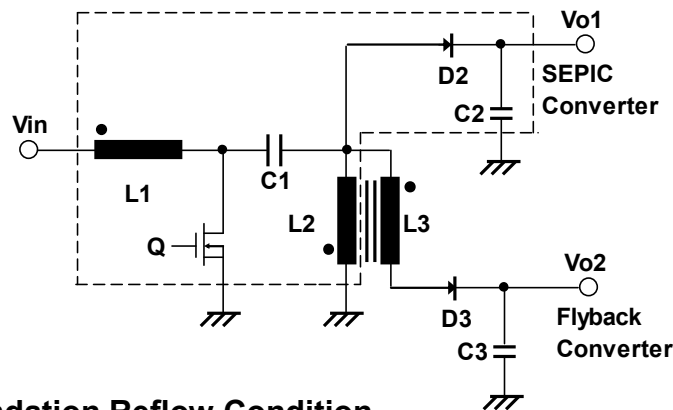 Vo1
D2
SEPIC
Converter
C2
Vin
C1
L1
L2
L3
Q
Vo2
D3
Flyback
Converter
C3